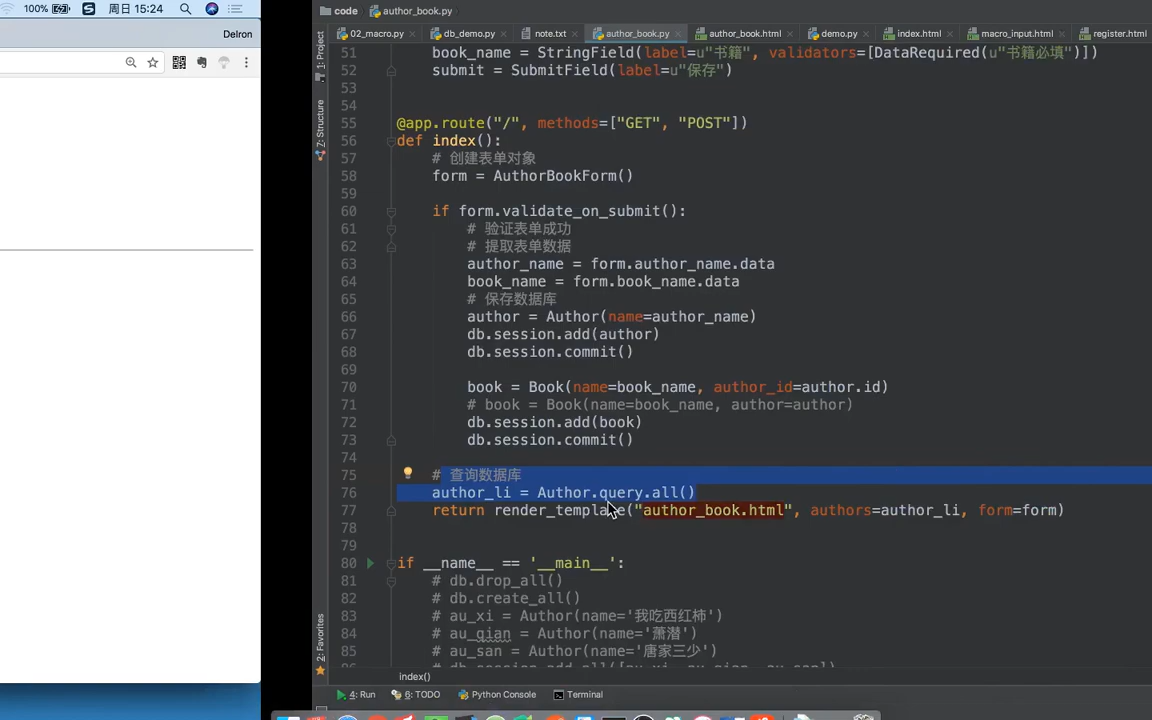 100% 周日 15:24
Delron
code author_book.py
02_macro.py db_demo.py note.txt author_book.py author_book.html demo.py index.html macro_input.html register.html
1: Project
7: Structure
2: Favorites
51 book_name = StringField(label=u"书籍", validators=[DataRequired(u"书籍必填")])
52 submit = SubmitField(label=u"保存")
53
54
55 @app.route("/", methods=["GET", "POST"])
56 def index():
57 # 创建表单对象
58 form = AuthorBookForm()
59
60 if form.validate_on_submit():
61 # 验证表单成功
62 # 提取表单数据
63 author_name = form.author_name.data
64 book_name = form.book_name.data
65 # 保存数据库
66 author = Author(name=author_name)
67 db.session.add(author)
68 db.session.commit()
69
70 book = Book(name=book_name, author_id=author.id)
71 # book = Book(name=book_name, author=author)
72 db.session.add(book)
73 db.session.commit()
74
75 # 查询数据库
76 author_li = Author.query.all()
77 return render_template("author_book.html", authors=author_li, form=form)
78
79
80 if __name__ == '__main__':
81 # db.drop_all()
82 # db.create_all()
83 # au_xi = Author(name='我吃西红柿')
84 # au_qian = Author(name='萧潜')
85 # au_san = Author(name='唐家三少')
86 # db.session.add_all([au_xi, au_qian, au_san])
index()
4: Run 6: TODO Python Console Terminal